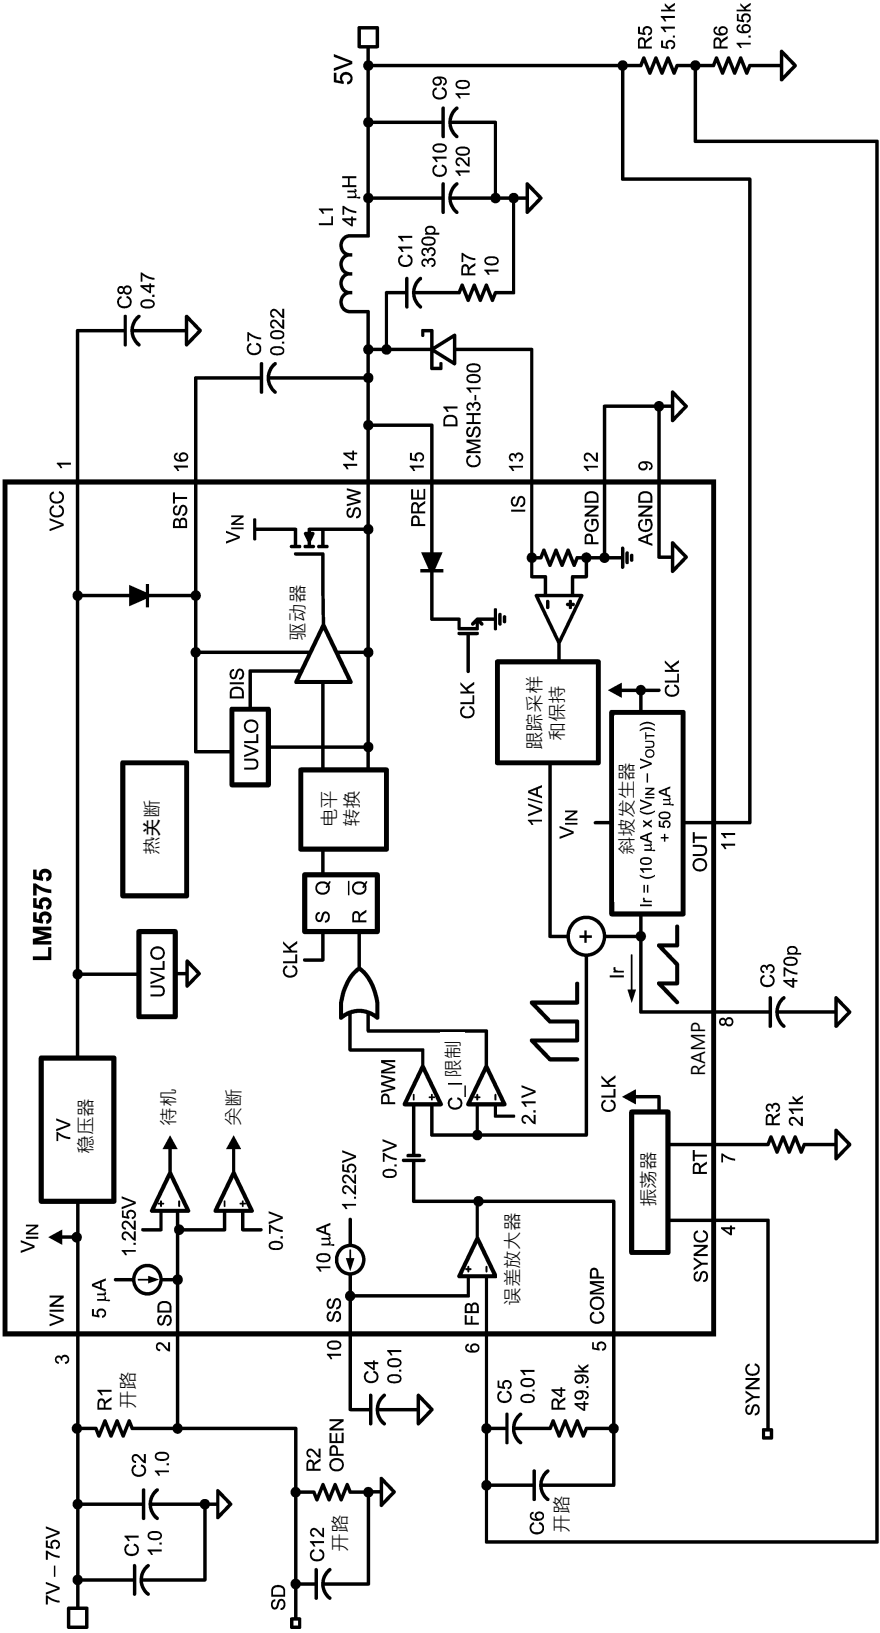 7V – 75V
C1
1.0
C2
1.0
R1
开路
SD
C12
开路
R2
OPEN
C4
0.01
C5
0.01
R4
49.9k
C6
开路
SYNC
3
VIN
2
SD
10
SS
6
FB
5
COMP
4
SYNC
7
RT
8
RAMP
11
OUT
LM5575
VIN
7V
稳压器
UVLO
热关断
5 µA
1.225V
0.7V
待机
关断
10 µA
1.225V
误差放大器
0.7V
PWM
C_I 限制
2.1V
CLK
S Q
R Q
电平
转换
UVLO
DIS
驱动器
VIN
CLK
1V/A
跟踪采样
和保持
VIN
斜坡发生器
Ir = (10 µA x (VIN – VOUT))
+ 50 µA
CLK
Ir
振荡器
CLK
R3
21k
C3
470p
VCC
1
BST
16
SW
14
PRE
15
IS
13
PGND
12
AGND
9
C8
0.47
C7
0.022
L1
47 µH
D1
CMSH3-100
C11
330p
R7
10
C10
120
C9
10
5V
R5
5.11k
R6
1.65k